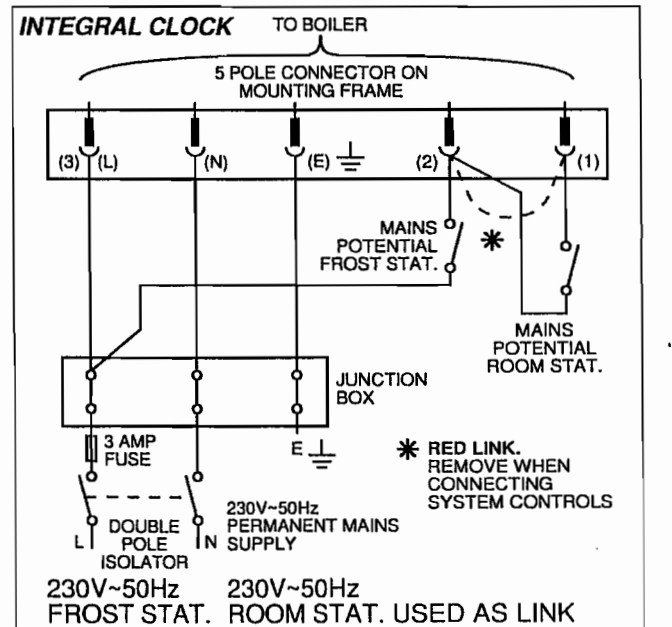 INTEGRAL CLOCK
TO BOILER
5 POLE CONNECTOR ON
MOUNTING FRAME
(3) (L) (N) (E) (2) (1)
MAINS
POTENTIAL
FROST STAT.
MAINS
POTENTIAL
ROOM STAT.
JUNCTION
BOX
3 AMP
FUSE
E
RED LINK.
REMOVE WHEN
CONNECTING
SYSTEM CONTROLS
230V~50Hz
PERMANENT MAINS
SUPPLY
DOUBLE
POLE
ISOLATOR
L
N
230V~50Hz 230V~50Hz
FROST STAT. ROOM STAT. USED AS LINK